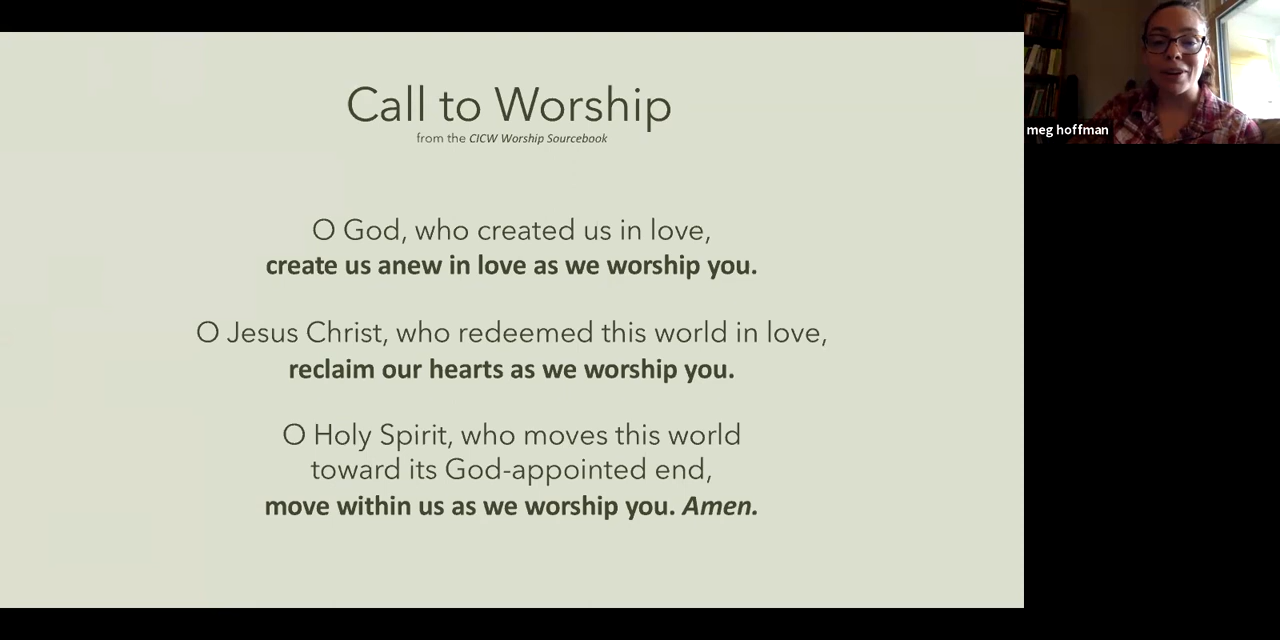 Call to Worship
from the CICW Worship Sourcebook
O God, who created us in love,
create us anew in love as we worship you.
O Jesus Christ, who redeemed this world in love,
reclaim our hearts as we worship you.
O Holy Spirit, who moves this world
toward its God-appointed end,
move within us as we worship you. Amen.
meg hoffman